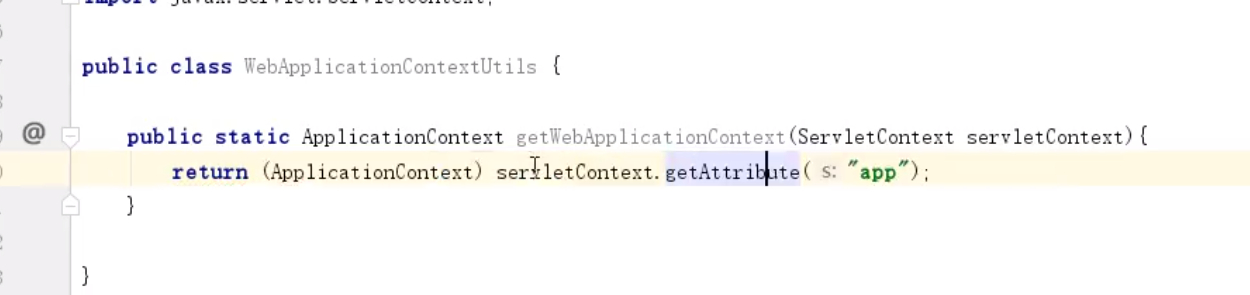 import javax.servlet.ServletContext;
public class WebApplicationContextUtils {
@ public static ApplicationContext getWebApplicationContext(ServletContext servletContext){
return (ApplicationContext) servletContext.getAttribute( s: "app");
}
}